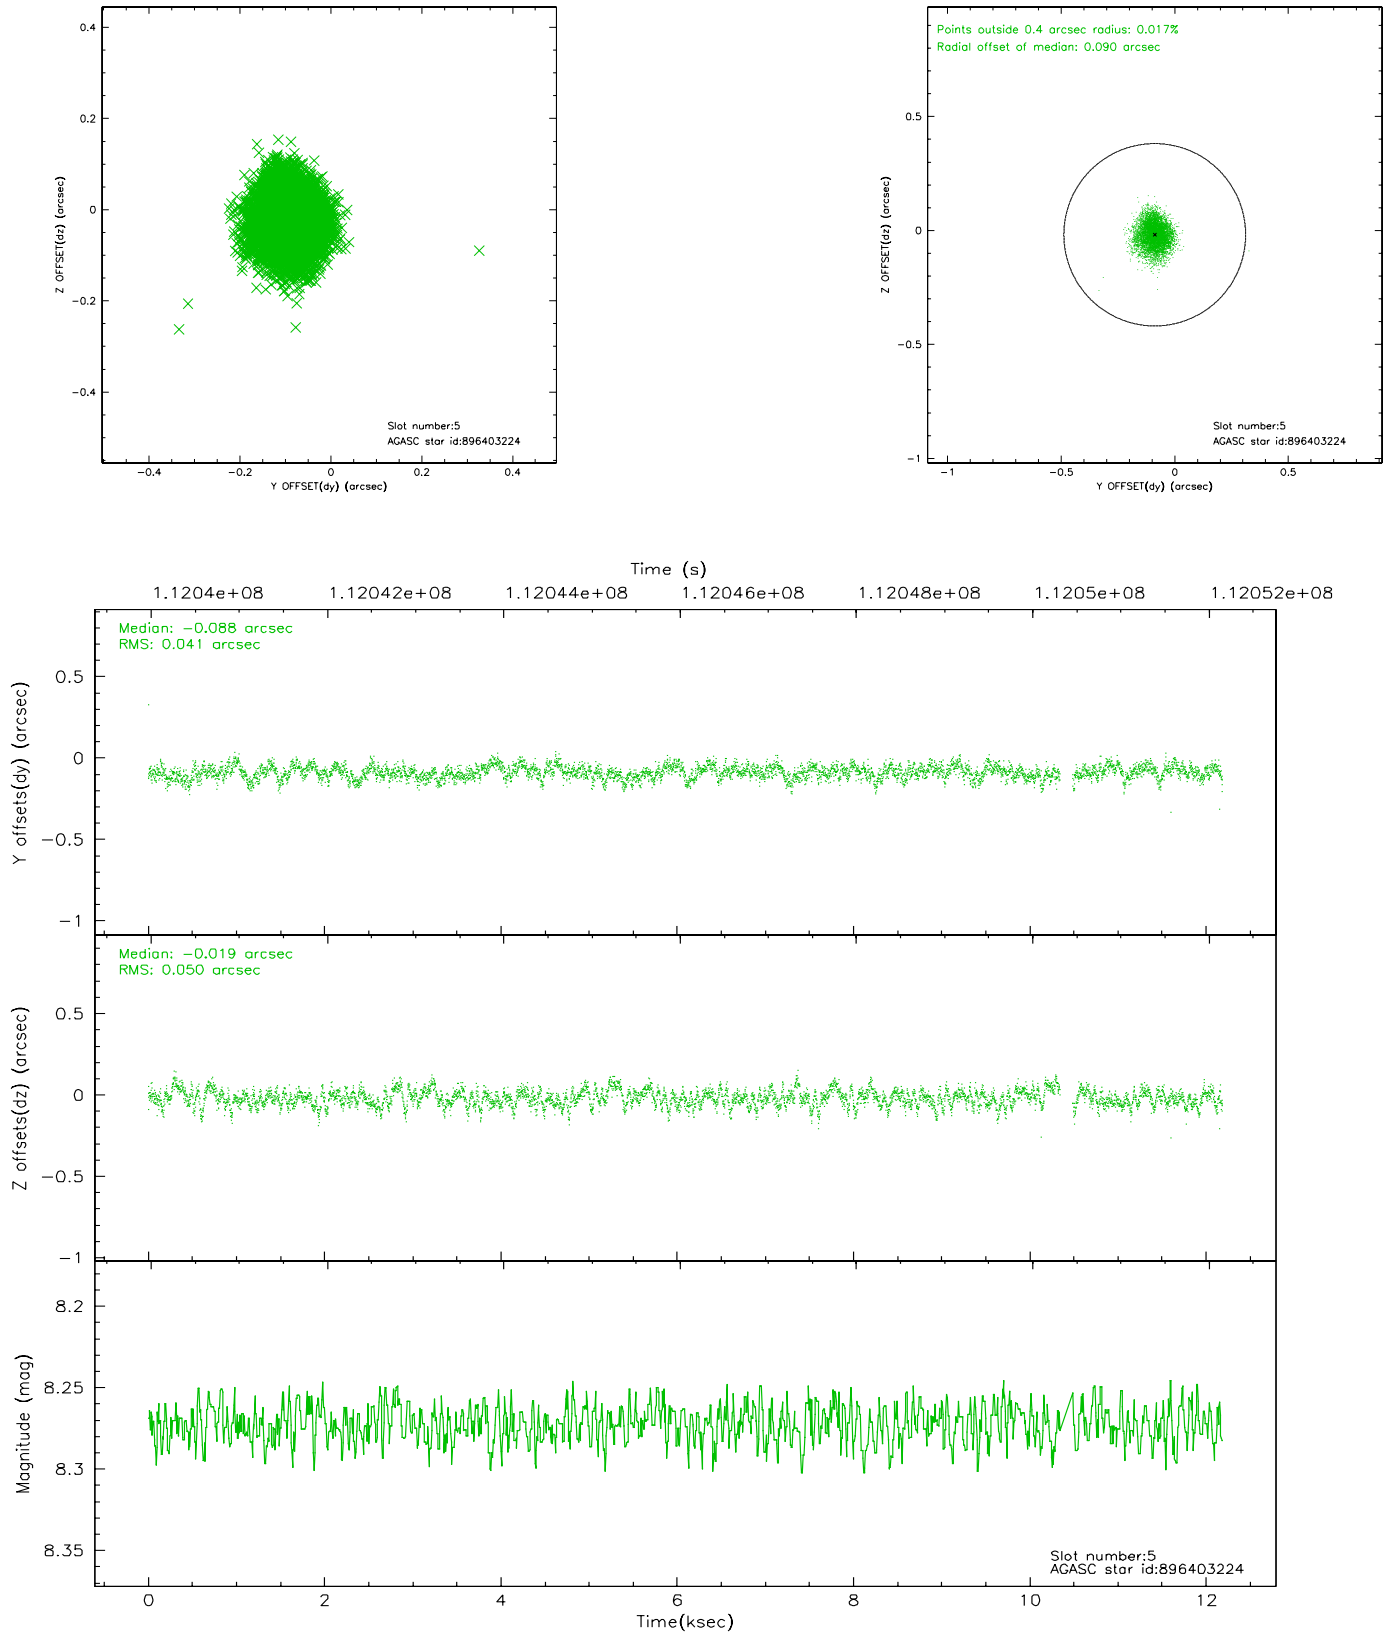 0.4
0.2
0
−0.2
−0.4
Z OFFSET(dz) (arcsec)
Slot number:5
AGASC star id:896403224
−0.4 −0.2 0 0.2 0.4
Y OFFSET(dy) (arcsec)
Points outside 0.4 arcsec radius: 0.017%
Radial offset of median: 0.090 arcsec
0.5
0
−0.5
−1
Z OFFSET(dz) (arcsec)
Slot number:5
AGASC star id:896403224
−1 −0.5 0 0.5
Y OFFSET(dy) (arcsec)
Time (s)
1.1204e+08 1.12042e+08 1.12044e+08 1.12046e+08 1.12048e+08 1.1205e+08 1.12052e+08
Median: −0.088 arcsec
RMS: 0.041 arcsec
0.5
0
−0.5
−1
Y offsets(dy) (arcsec)
Median: −0.019 arcsec
RMS: 0.050 arcsec
0.5
0
−0.5
−1
Z offsets(dz) (arcsec)
8.2
8.25
8.3
8.35
Magnitude (mag)
Slot number:5
AGASC star id:896403224
0 2 4 6 8 10 12
Time(ksec)